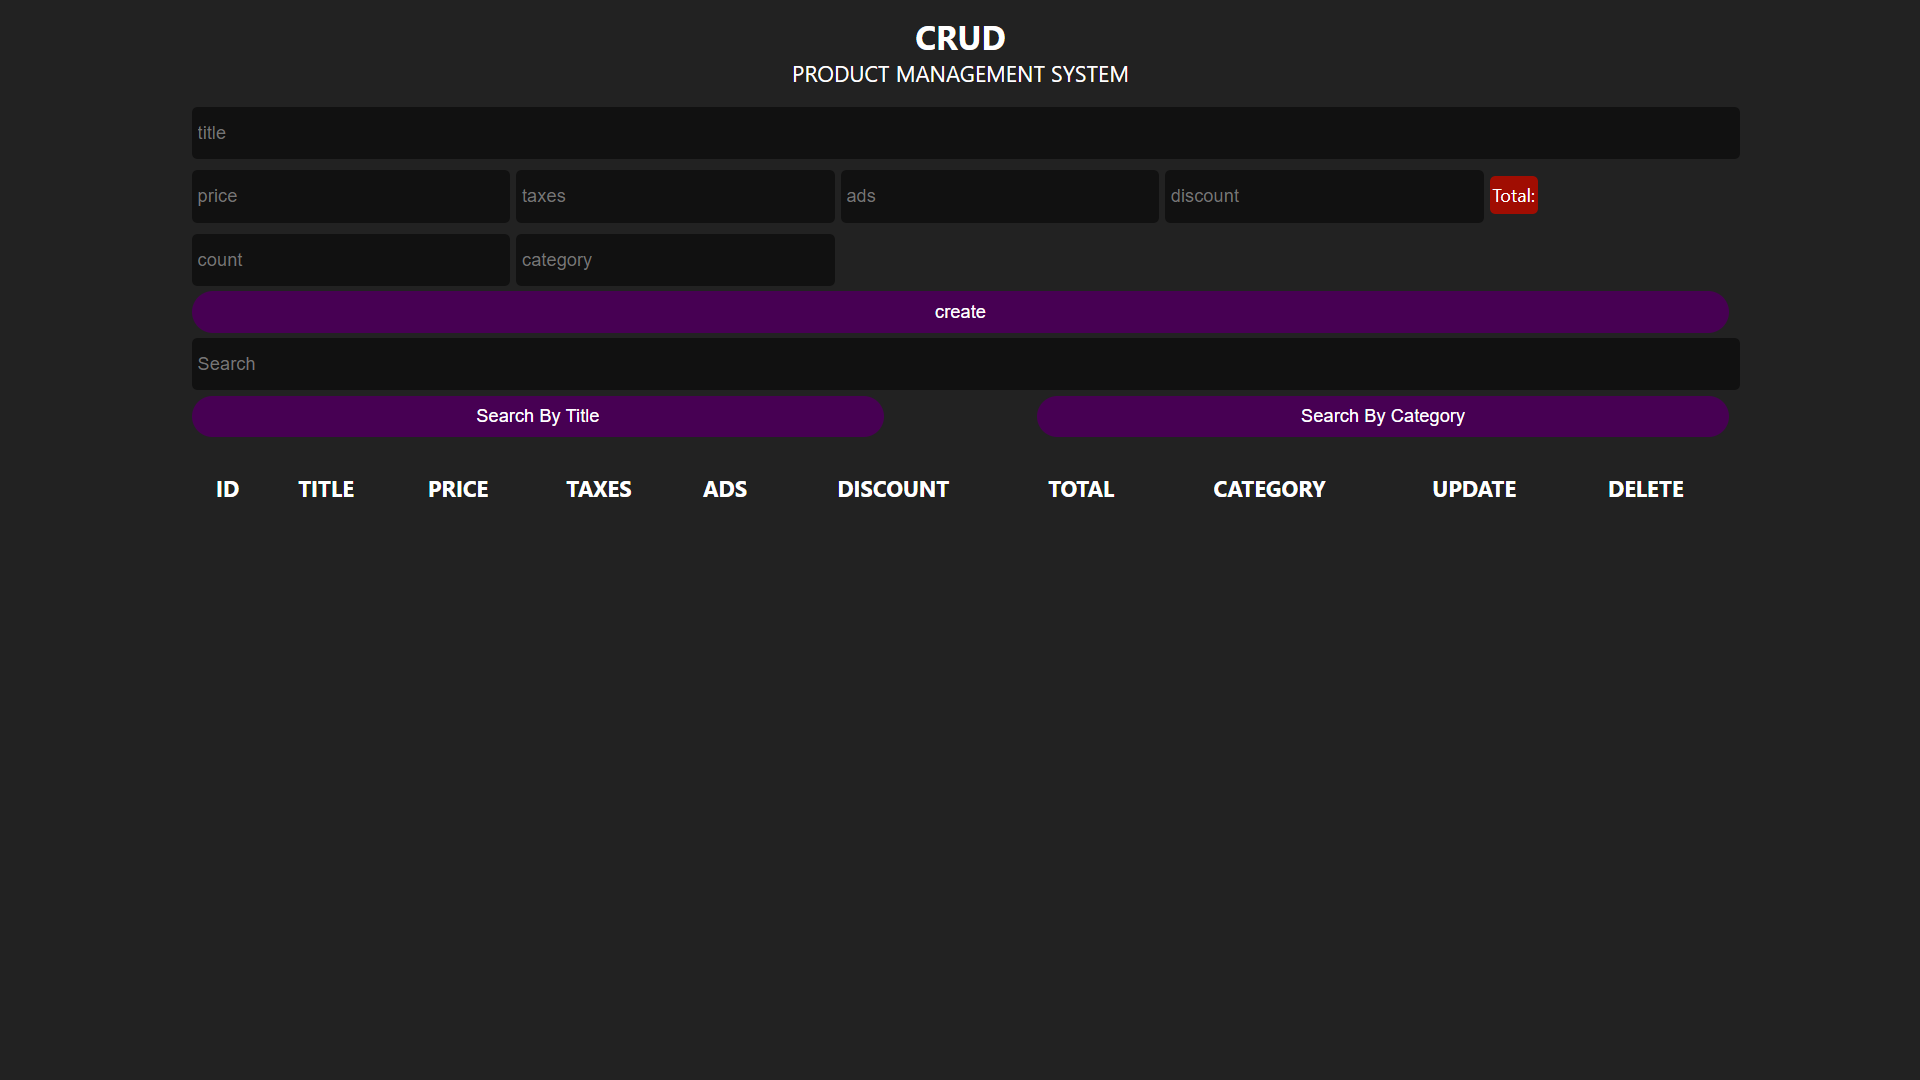 CRUD
PRODUCT MANAGEMENT SYSTEM
title
price taxes ads discount Total:
count category
create
Search
Search By Title Search By Category
ID TITLE PRICE TAXES ADS DISCOUNT TOTAL CATEGORY UPDATE DELETE